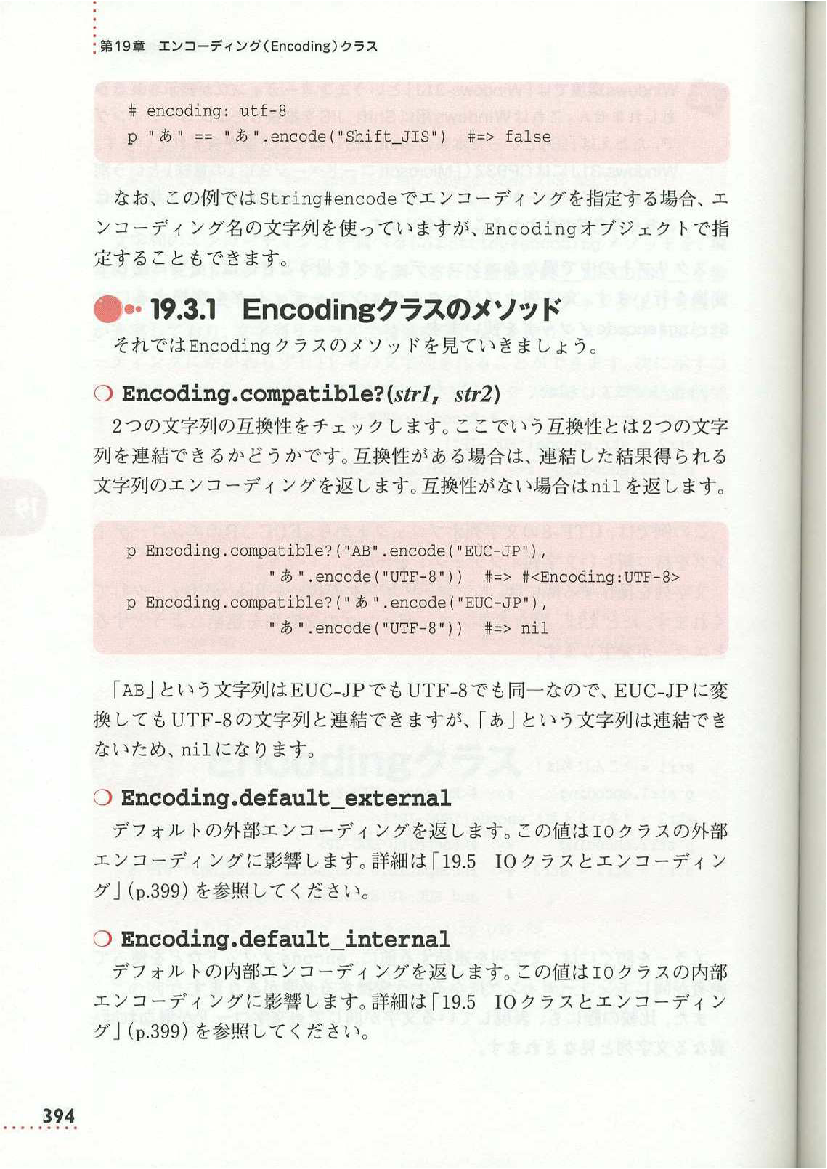 第19章 エンコーディング(Encoding)クラス
# encoding: utf-8
p "あ" == "あ".encode("Shift_JIS") #=> false
なお、この例ではString#encodeでエンコーディングを指定する場合、エ
ンコーディング名の文字列を使っていますが、Encodingオブジェクトで指
定することもできます。
19.3.1 Encodingクラスのメソッド
それではEncodingクラスのメソッドを見ていきましょう。
❍ Encoding.compatible?(str1, str2)
2つの文字列の互換性をチェックします。ここでいう互換性とは2つの文字
列を連結できるかどうかです。互換性がある場合は、連結した結果得られる
文字列のエンコーディングを返します。互換性がない場合はnilを返します。
p Encoding.compatible?("AB".encode("EUC-JP"),
"あ".encode("UTF-8")) #=> #<Encoding:UTF-8>
p Encoding.compatible?("あ".encode("EUC-JP"),
"あ".encode("UTF-8")) #=> nil
「AB」という文字列はEUC-JPでもUTF-8でも同一なので、EUC-JPに変
換してもUTF-8の文字列と連結できますが、「あ」という文字列は連結でき
ないため、nilになります。
❍ Encoding.default_external
デフォルトの外部エンコーディングを返します。この値はIOクラスの外部
エンコーディングに影響します。詳細は「19.5 IOクラスとエンコーディン
グ」(p.399)を参照してください。
❍ Encoding.default_internal
デフォルトの内部エンコーディングを返します。この値はIOクラスの内部
エンコーディングに影響します。詳細は「19.5 IOクラスとエンコーディン
グ」(p.399)を参照してください。
394